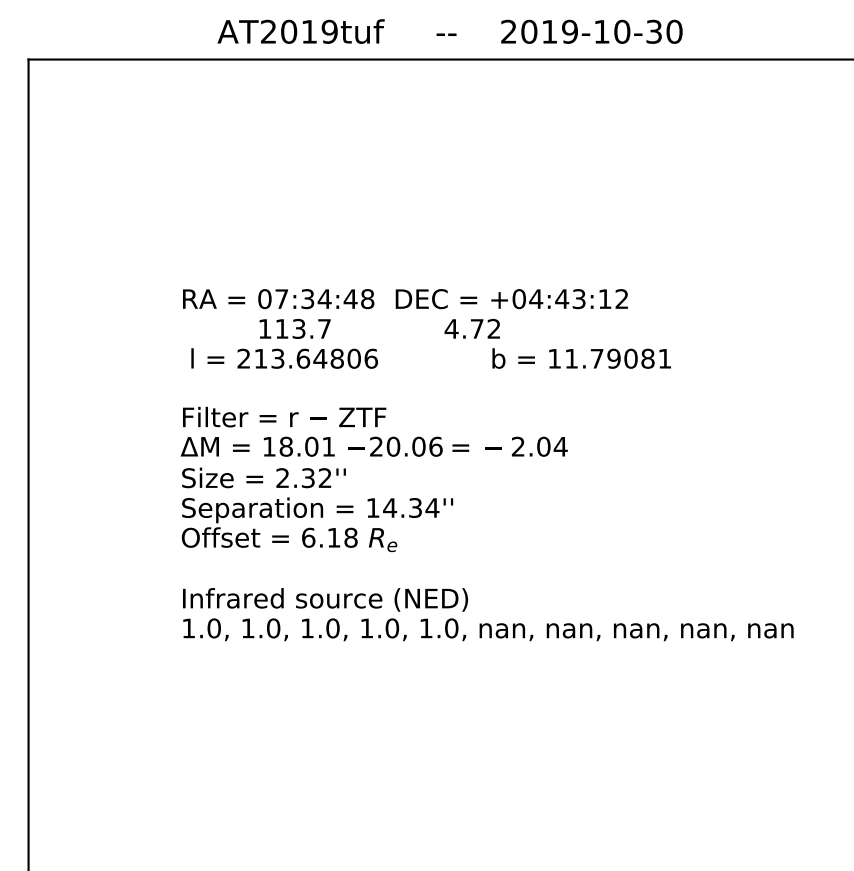 AT2019tuf -- 2019-10-30
RA = 07:34:48 DEC = +04:43:12
113.7 4.72
l = 213.64806 b = 11.79081
Filter = r − ZTF
ΔM = 18.01 −20.06 = − 2.04
Size = 2.32''
Separation = 14.34''
Offset = 6.18 Rₑ
Infrared source (NED)
1.0, 1.0, 1.0, 1.0, 1.0, nan, nan, nan, nan, nan